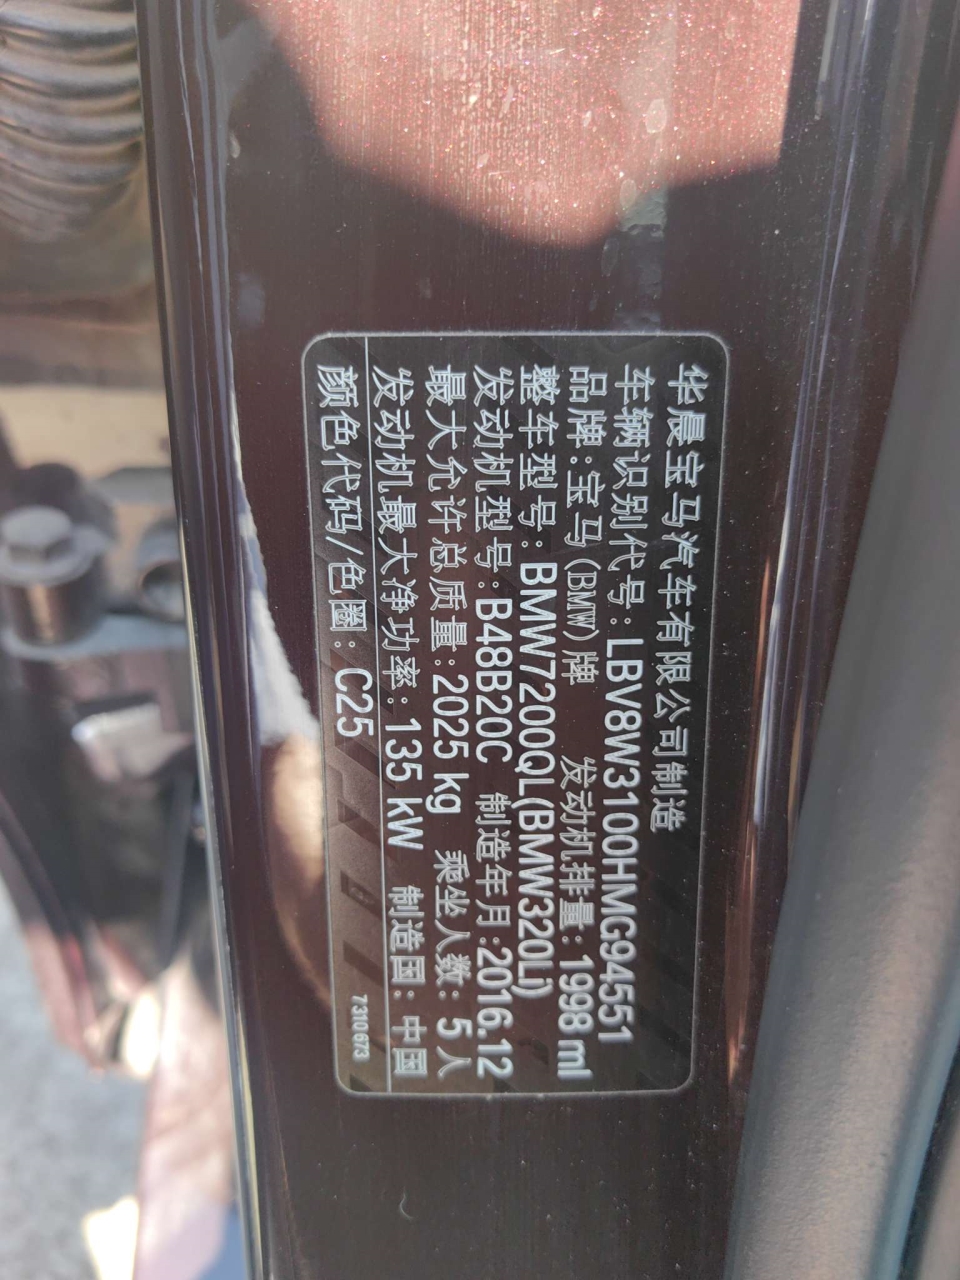 华晨宝马汽车有限公司制造
车辆识别代号:LBV8W3100HMG94551
品牌:宝马(BMW)牌 发动机排量:1998 ml
整车型号:BMW7200QL(BMW320Li)
发动机型号:B48B20C 制造年月:2016.12
最大允许总质量:2025 kg 乘坐人数:5人
发动机最大净功率:135 kW 制造国:中国
颜色代码/色圈:C25
7310673